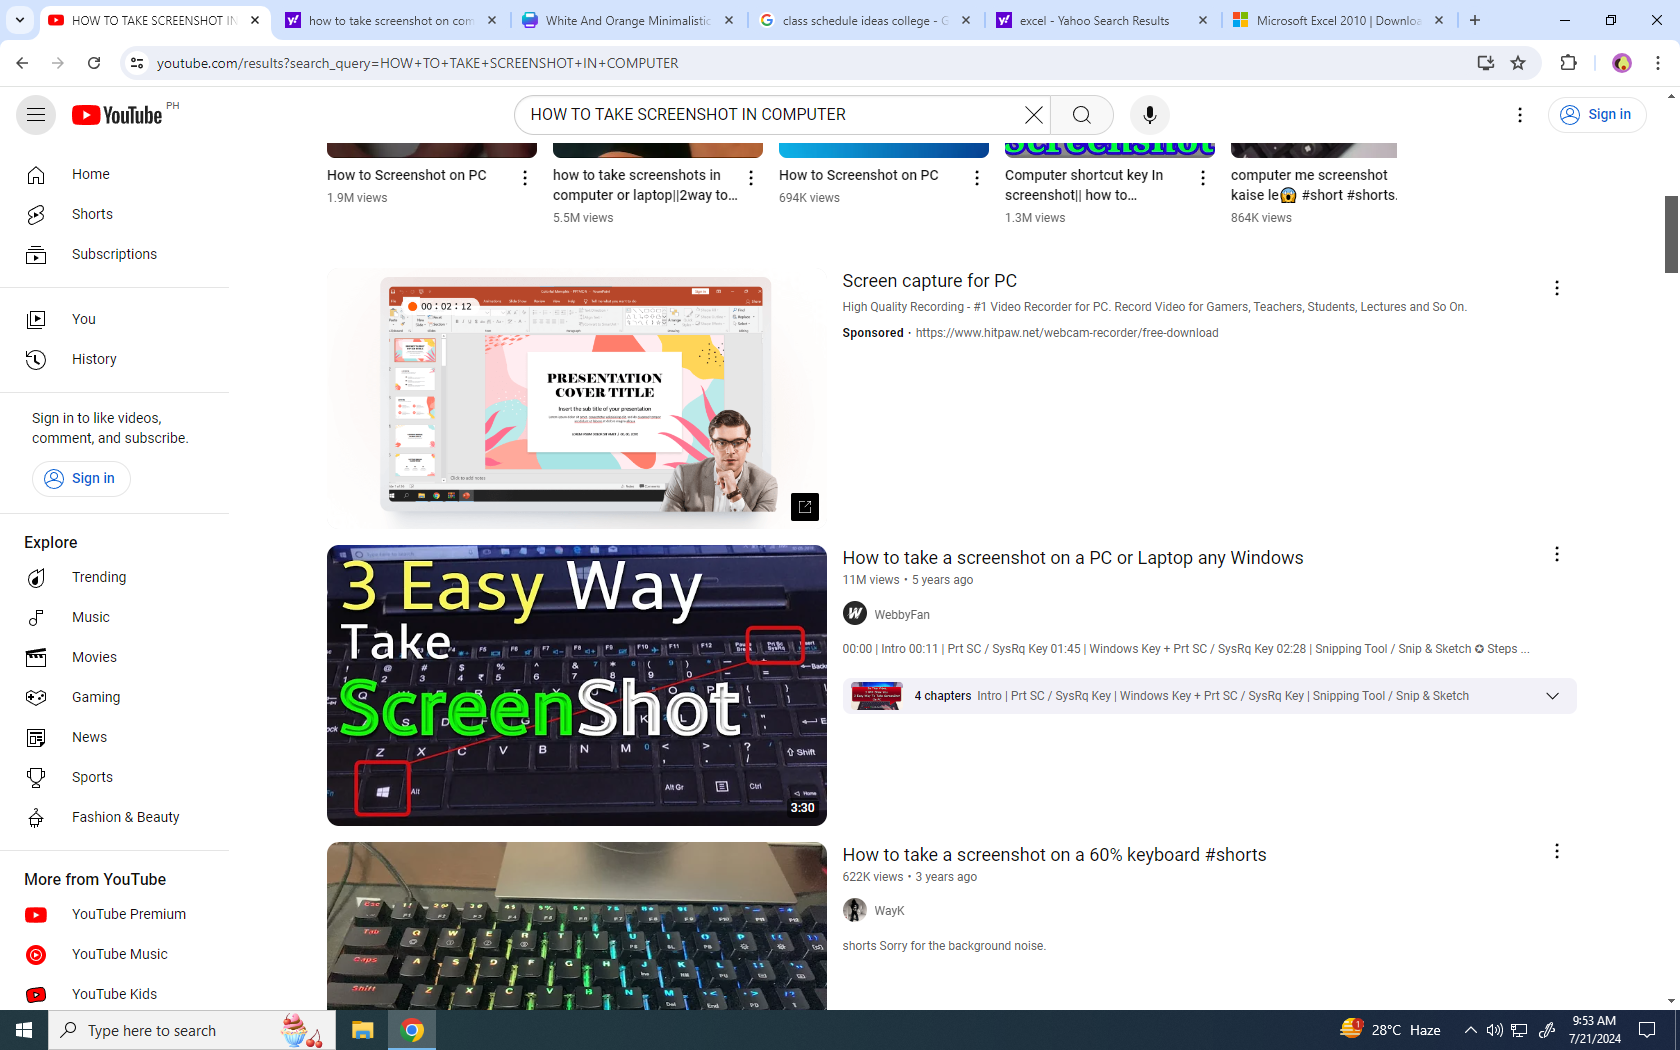 HOW TO TAKE SCREENSHOT IN
how to take screenshot on com
White And Orange Minimalistic
class schedule ideas college - G
excel - Yahoo Search Results
Microsoft Excel 2010 | Downloa
youtube.com/results?search_query=HOW+TO+TAKE+SCREENSHOT+IN+COMPUTER
YouTube PH
HOW TO TAKE SCREENSHOT IN COMPUTER
Sign in
Home
Shorts
Subscriptions
You
History
Sign in to like videos,
comment, and subscribe.
Sign in
Explore
Trending
Music
Movies
Gaming
News
Sports
Fashion & Beauty
More from YouTube
YouTube Premium
YouTube Music
YouTube Kids
Screenshot
How to Screenshot on PC
1.9M views
how to take screenshots in
computer or laptop||2way to...
5.5M views
How to Screenshot on PC
694K views
Computer shortcut key In
screenshot|| how to...
1.3M views
computer me screenshot
kaise le😱 #short #shorts.
864K views
00:02:12
PRESENTATION
COVER TITLE
Insert the sub title of your presentation
Click to add notes
Screen capture for PC
High Quality Recording - #1 Video Recorder for PC. Record Video for Gamers, Teachers, Students, Lectures and So On.
Sponsored · https://www.hitpaw.net/webcam-recorder/free-download
3 Easy Way
Take
ScreenShot
3:30
How to take a screenshot on a PC or Laptop any Windows
11M views • 5 years ago
WebbyFan
00:00 | Intro 00:11 | Prt SC / SysRq Key 01:45 | Windows Key + Prt SC / SysRq Key 02:28 | Snipping Tool / Snip & Sketch ✪ Steps ...
4 chapters Intro | Prt SC / SysRq Key | Windows Key + Prt SC / SysRq Key | Snipping Tool / Snip & Sketch
How to take a screenshot on a 60% keyboard #shorts
622K views • 3 years ago
WayK
shorts Sorry for the background noise.
Type here to search
28°C Haze
9:53 AM
7/21/2024